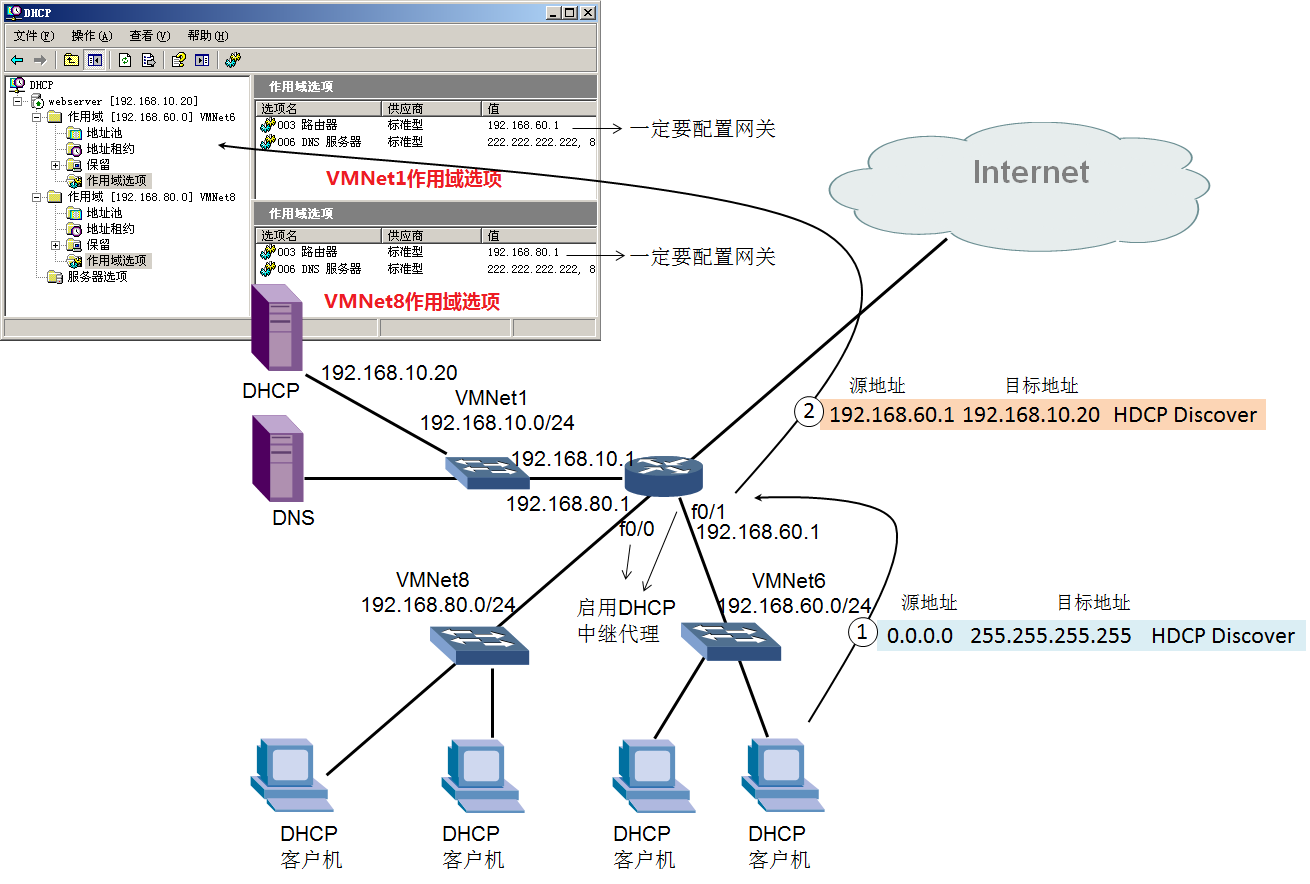 DHCP
文件(F) 操作(A) 查看(V) 帮助(H)
DHCP
webserver [192.168.10.20]
作用域 [192.168.60.0] VMNet6
地址池
地址租约
保留
作用域选项
作用域 [192.168.80.0] VMNet8
地址池
地址租约
保留
作用域选项
服务器选项
作用域选项
选项名 供应商 值
003 路由器 标准型 192.168.60.1
006 DNS 服务器 标准型 222.222.222.222, 8
VMNet1作用域选项
一定要配置网关
作用域选项
选项名 供应商 值
003 路由器 标准型 192.168.80.1
006 DNS 服务器 标准型 222.222.222.222, 8
VMNet8作用域选项
一定要配置网关
Internet
DHCP
192.168.10.20
VMNet1
192.168.10.0/24
源地址 目标地址
2 192.168.60.1 192.168.10.20 HDCP Discover
192.168.10.1
DNS
192.168.80.1
f0/0
f0/1
192.168.60.1
VMNet8
192.168.80.0/24
启用DHCP
中继代理
VMNet6
192.168.60.0/24
源地址 目标地址
1 0.0.0.0 255.255.255.255 HDCP Discover
DHCP
客户机
DHCP
客户机
DHCP
客户机
DHCP
客户机